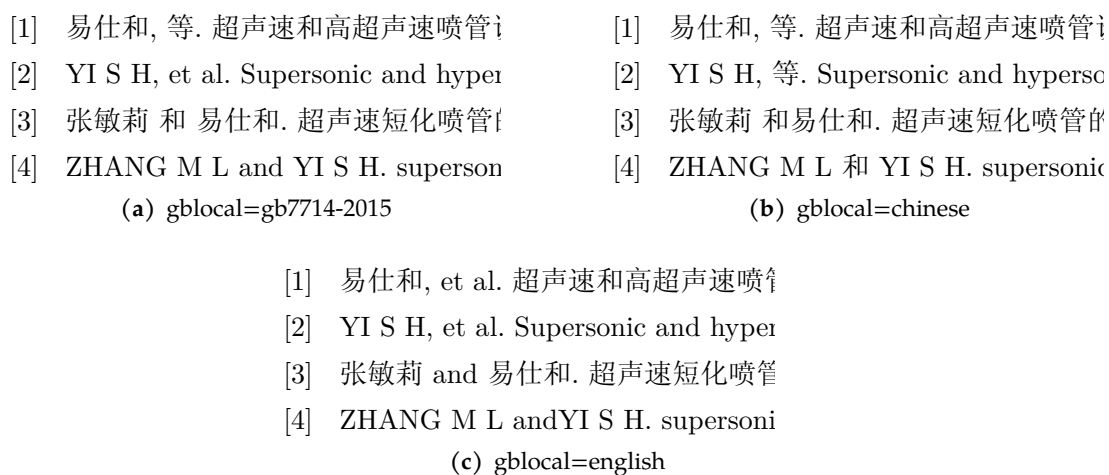 [1] 易仕和, 等. 超声速和高超声速喷管
[2] YI S H, et al. Supersonic and hyper
[3] 张敏莉 和 易仕和. 超声速短化喷管
[4] ZHANG M L and YI S H. superson
(a) gblocal=gb7714-2015
[1] 易仕和, 等. 超声速和高超声速喷管
[2] YI S H, 等. Supersonic and hyperso
[3] 张敏莉 和易仕和. 超声速短化喷管的
[4] ZHANG M L 和 YI S H. supersonic
(b) gblocal=chinese
[1] 易仕和, et al. 超声速和高超声速喷管
[2] YI S H, et al. Supersonic and hyper
[3] 张敏莉 and 易仕和. 超声速短化喷管
[4] ZHANG M L andYI S H. supersoni
(c) gblocal=english